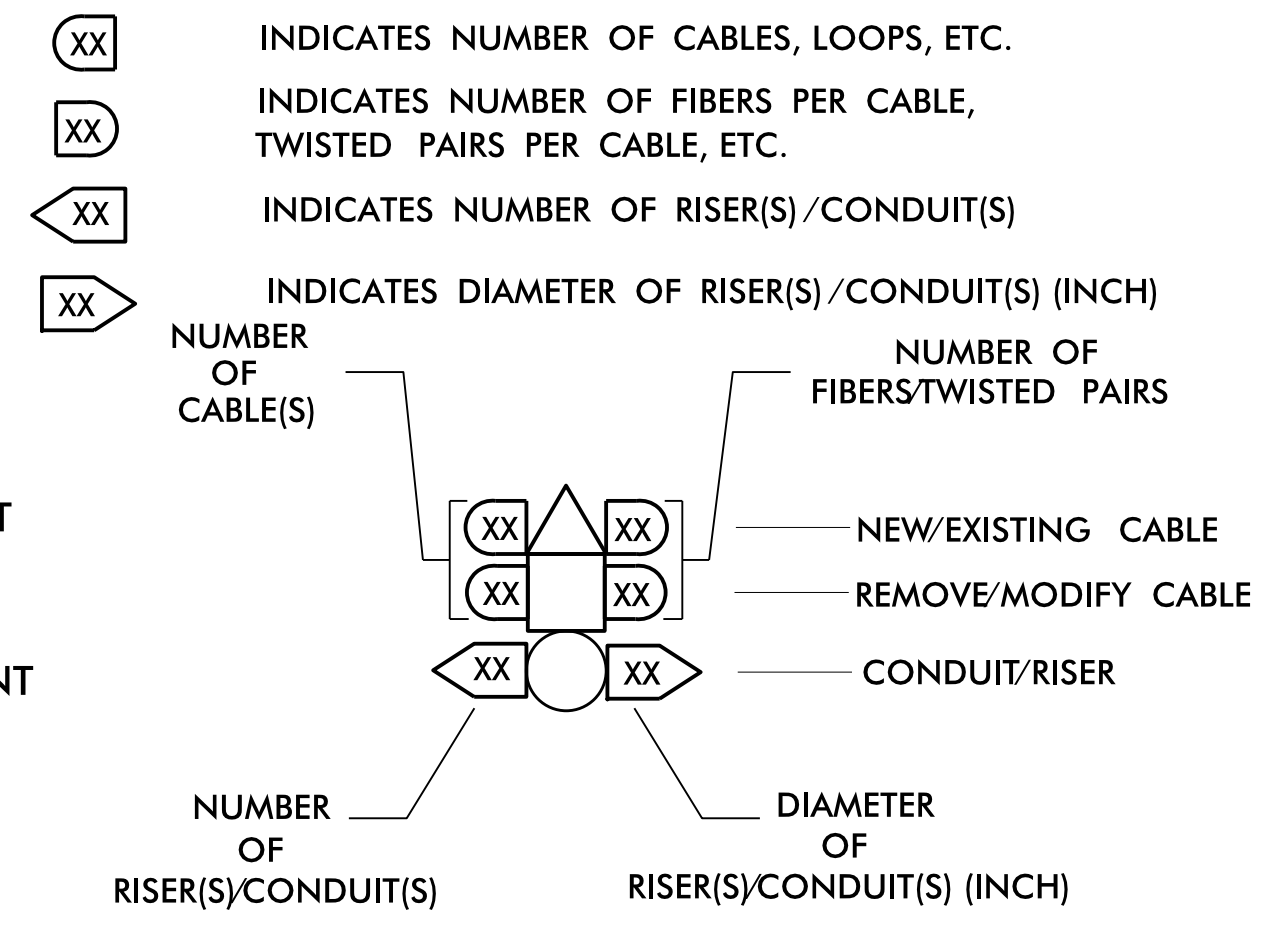 XX INDICATES NUMBER OF CABLES, LOOPS, ETC.
XX INDICATES NUMBER OF FIBERS PER CABLE,
TWISTED PAIRS PER CABLE, ETC.
XX INDICATES NUMBER OF RISER(S)/CONDUIT(S)
XX INDICATES DIAMETER OF RISER(S)/CONDUIT(S) (INCH)
NUMBER
OF
CABLE(S)
NUMBER OF
FIBERS/TWISTED PAIRS
T
XX XX NEW/EXISTING CABLE
XX XX REMOVE/MODIFY CABLE
NT
XX XX CONDUIT/RISER
NUMBER
OF
RISER(S)/CONDUIT(S)
DIAMETER
OF
RISER(S)/CONDUIT(S) (INCH)